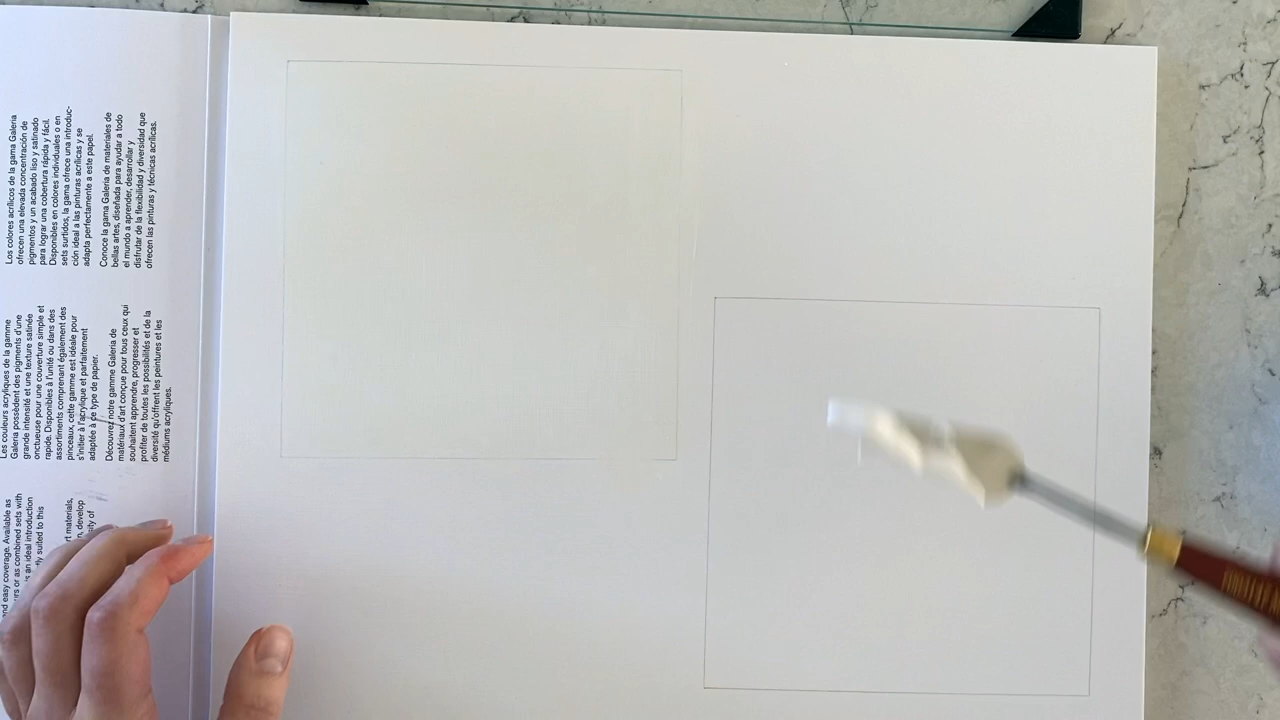 Los colores acrílicos de la gama Galeria
ofrecen una elevada concentración de
pigmentos y un acabado liso y satinado
para lograr una cobertura rápida y fácil.
Disponibles en colores individuales o en
sets surtidos, la gama ofrece una introduc-
ción ideal a las pinturas acrílicas y se
adapta perfectamente a este papel.
Conoce la gama Galeria de materiales de
bellas artes, diseñada para ayudar a todo
el mundo a aprender, desarrollar y
disfrutar de la flexibilidad y diversidad que
ofrecen las pinturas y técnicas acrílicas.
Les couleurs acryliques de la gamme
Galeria possèdent des pigments d'une
grande intensité et une texture satinée
onctueuse pour une couverture simple et
rapide. Disponibles à l'unité ou dans des
assortiments comprenant également des
pinceaux, cette gamme est idéale pour
s'initier à l'acrylique et parfaitement
adaptée à ce type de papier.
Découvrez notre gamme Galeria de
matériaux d'art conçue pour tous ceux qui
souhaitent apprendre, progresser et
profiter de toutes les possibilités et de la
diversité qu'offrent les peintures et les
médiums acryliques.
easy coverage. Available as
or as combined sets with
an ideal introduction
suited to this
materials,
develop
of